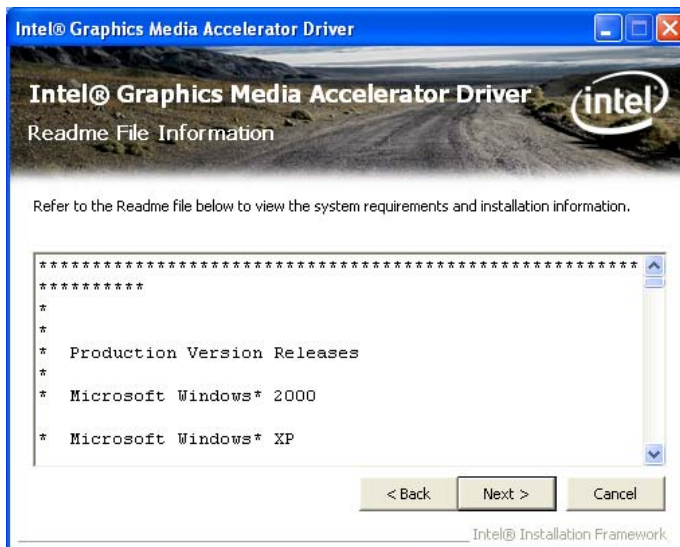 Intel® Graphics Media Accelerator Driver
Intel® Graphics Media Accelerator Driver
intel
Readme File Information
Refer to the Readme file below to view the system requirements and installation information.
********************************************************
**********
*
*
* Production Version Releases
*
* Microsoft Windows* 2000
* Microsoft Windows* XP
< Back
Next >
Cancel
Intel® Installation Framework